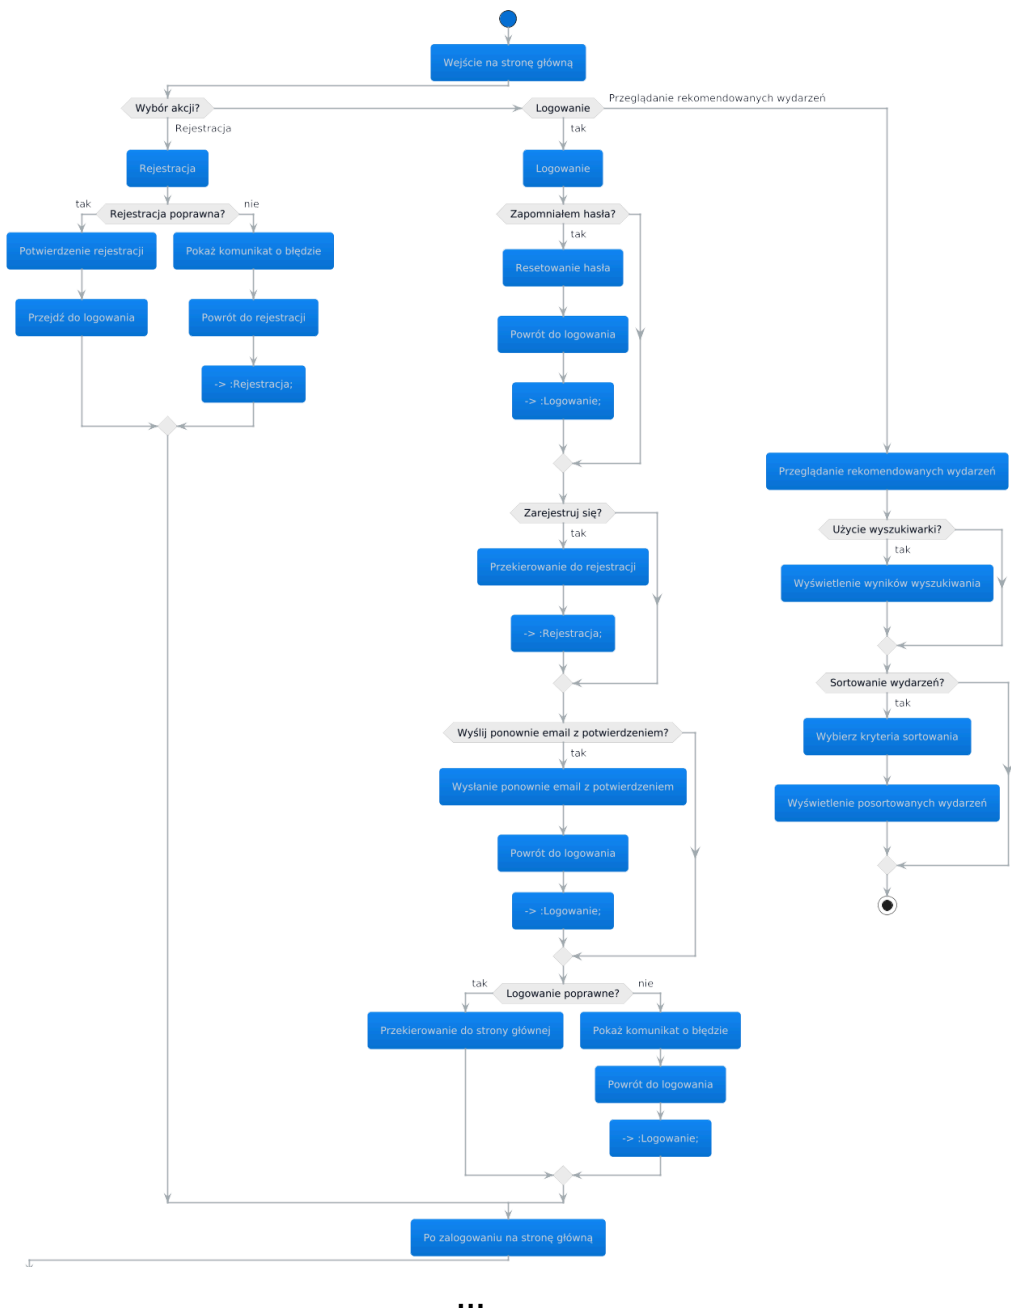 Wejście na stronę główną
Wybór akcji?
Rejestracja
Rejestracja
Rejestracja poprawna?
tak
nie
Potwierdzenie rejestracji
Przejdź do logowania
Pokaż komunikat o błędzie
Powrót do rejestracji
-> :Rejestracja;
Logowanie
tak
Logowanie
Zapomniałem hasła?
tak
Resetowanie hasła
Powrót do logowania
-> :Logowanie;
Zarejestruj się?
tak
Przekierowanie do rejestracji
-> :Rejestracja;
Wyślij ponownie email z potwierdzeniem?
tak
Wysłanie ponownie email z potwierdzeniem
Powrót do logowania
-> :Logowanie;
Logowanie poprawne?
tak
nie
Przekierowanie do strony głównej
Pokaż komunikat o błędzie
Powrót do logowania
-> :Logowanie;
Przeglądanie rekomendowanych wydarzeń
Przeglądanie rekomendowanych wydarzeń
Użycie wyszukiwarki?
tak
Wyświetlenie wyników wyszukiwania
Sortowanie wydarzeń?
tak
Wybierz kryteria sortowania
Wyświetlenie posortowanych wydarzeń
Po zalogowaniu na stronę główną
...